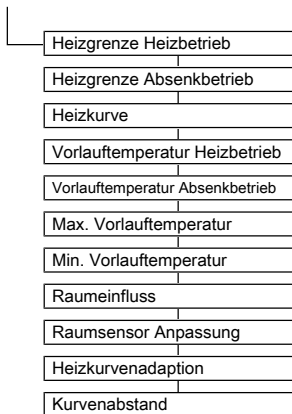 Heizgrenze Heizbetrieb
Heizgrenze Absenkbetrieb
Heizkurve
Vorlauftemperatur Heizbetrieb
Vorlauftemperatur Absenkbetrieb
Max. Vorlauftemperatur
Min. Vorlauftemperatur
Raumeinfluss
Raumsensor Anpassung
Heizkurvenadaption
Kurvenabstand